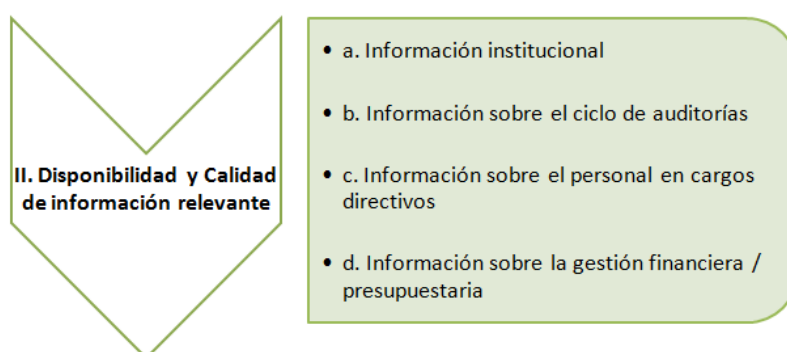 II. Disponibilidad y Calidad
de información relevante
• a. Información institucional
• b. Información sobre el ciclo de auditorías
• c. Información sobre el personal en cargos
directivos
• d. Información sobre la gestión financiera /
presupuestaria